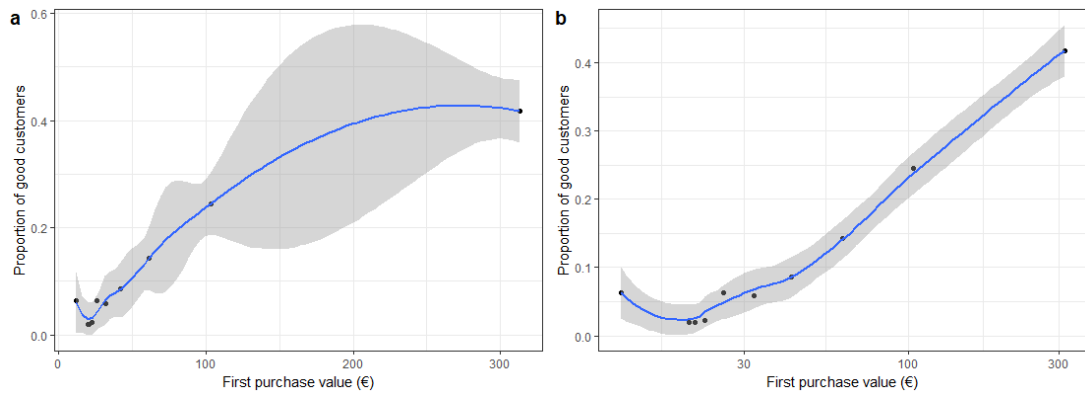 a
Proportion of good customers
0.6
0.4
0.2
0.0
0 100 200 300
First purchase value (€)
b
Proportion of good customers
0.4
0.3
0.2
0.1
0.0
30 100 300
First purchase value (€)